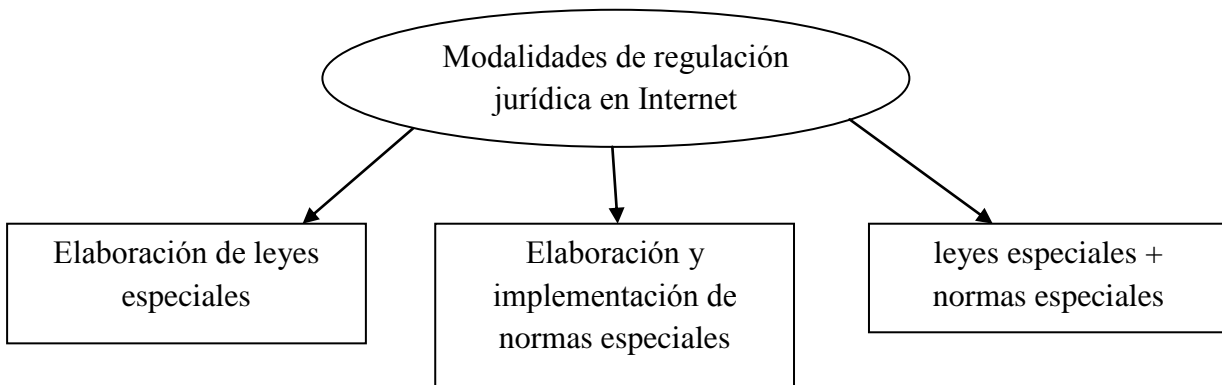 Modalidades de regulación
jurídica en Internet
Elaboración de leyes
especiales
Elaboración y
implementación de
normas especiales
leyes especiales +
normas especiales